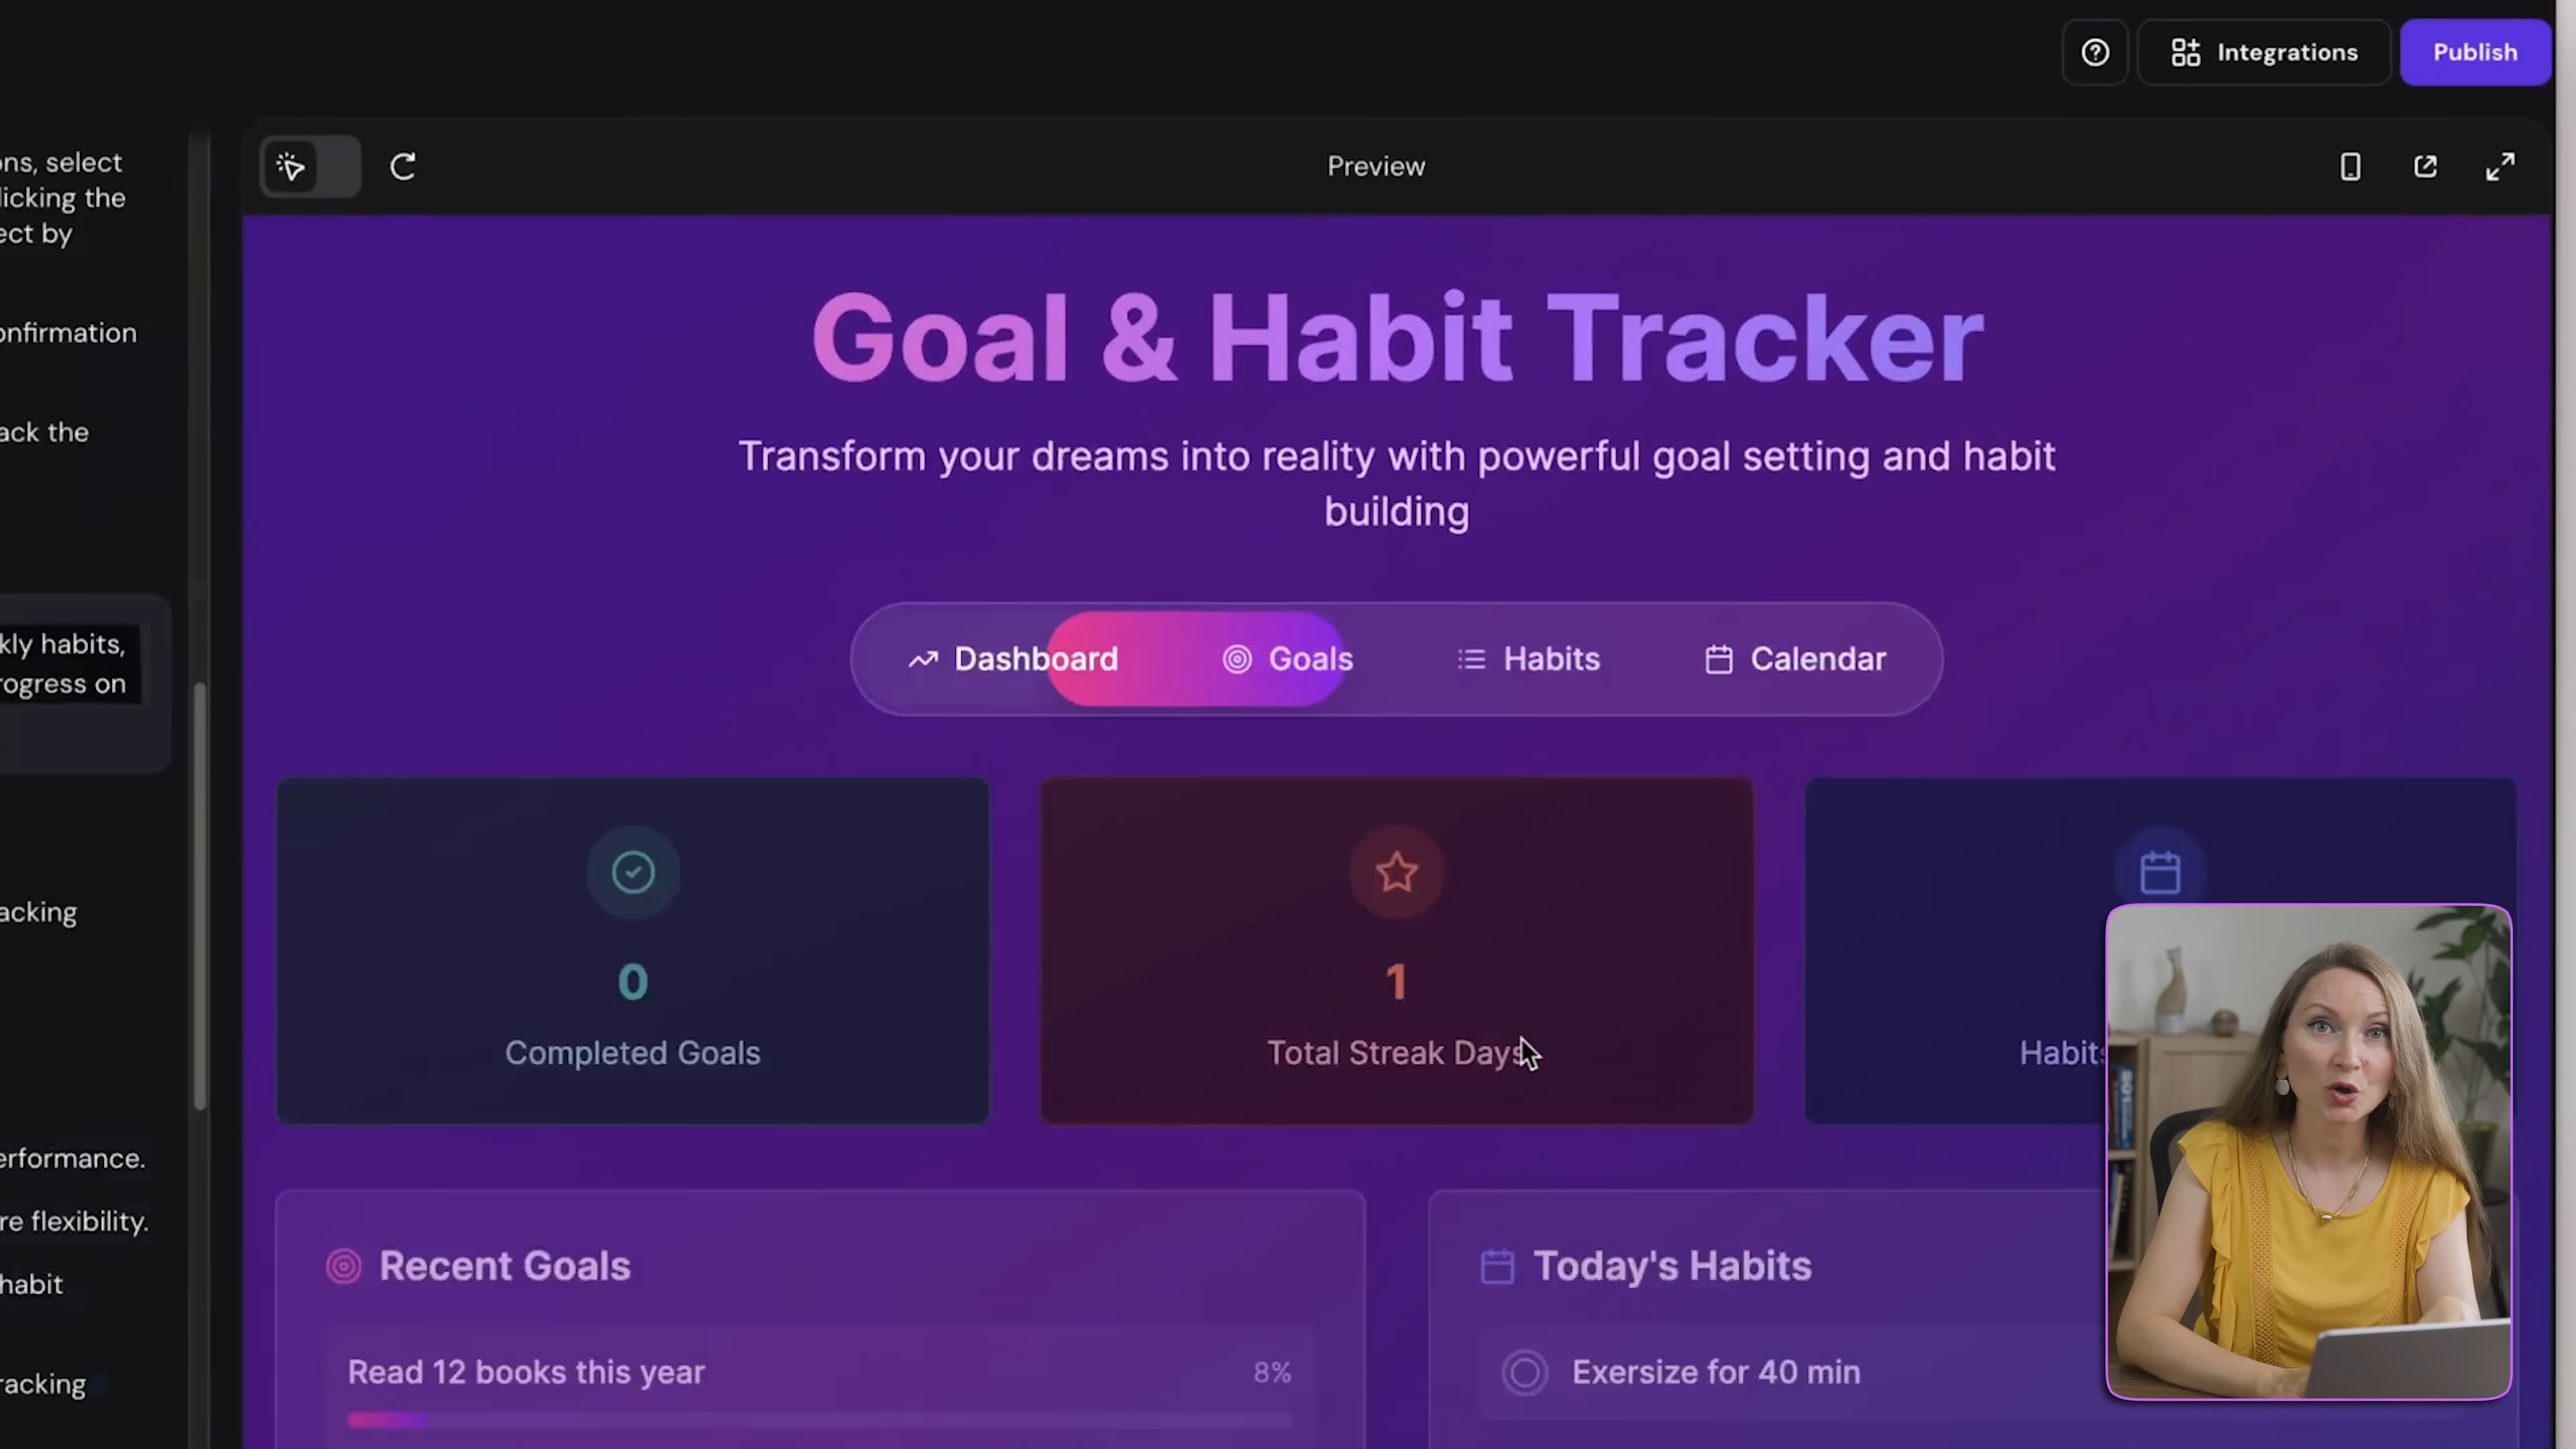 Integrations
Publish
ons, select
licking the
ect by
onfirmation
ack the
kly habits,
rogress on
acking
erformance.
re flexibility.
habit
racking
Preview
Goal & Habit Tracker
Transform your dreams into reality with powerful goal setting and habit
building
Dashboard Goals Habits Calendar
0
Completed Goals
1
Total Streak Days
Habits
Recent Goals
Read 12 books this year 8%
Today's Habits
Exersize for 40 min